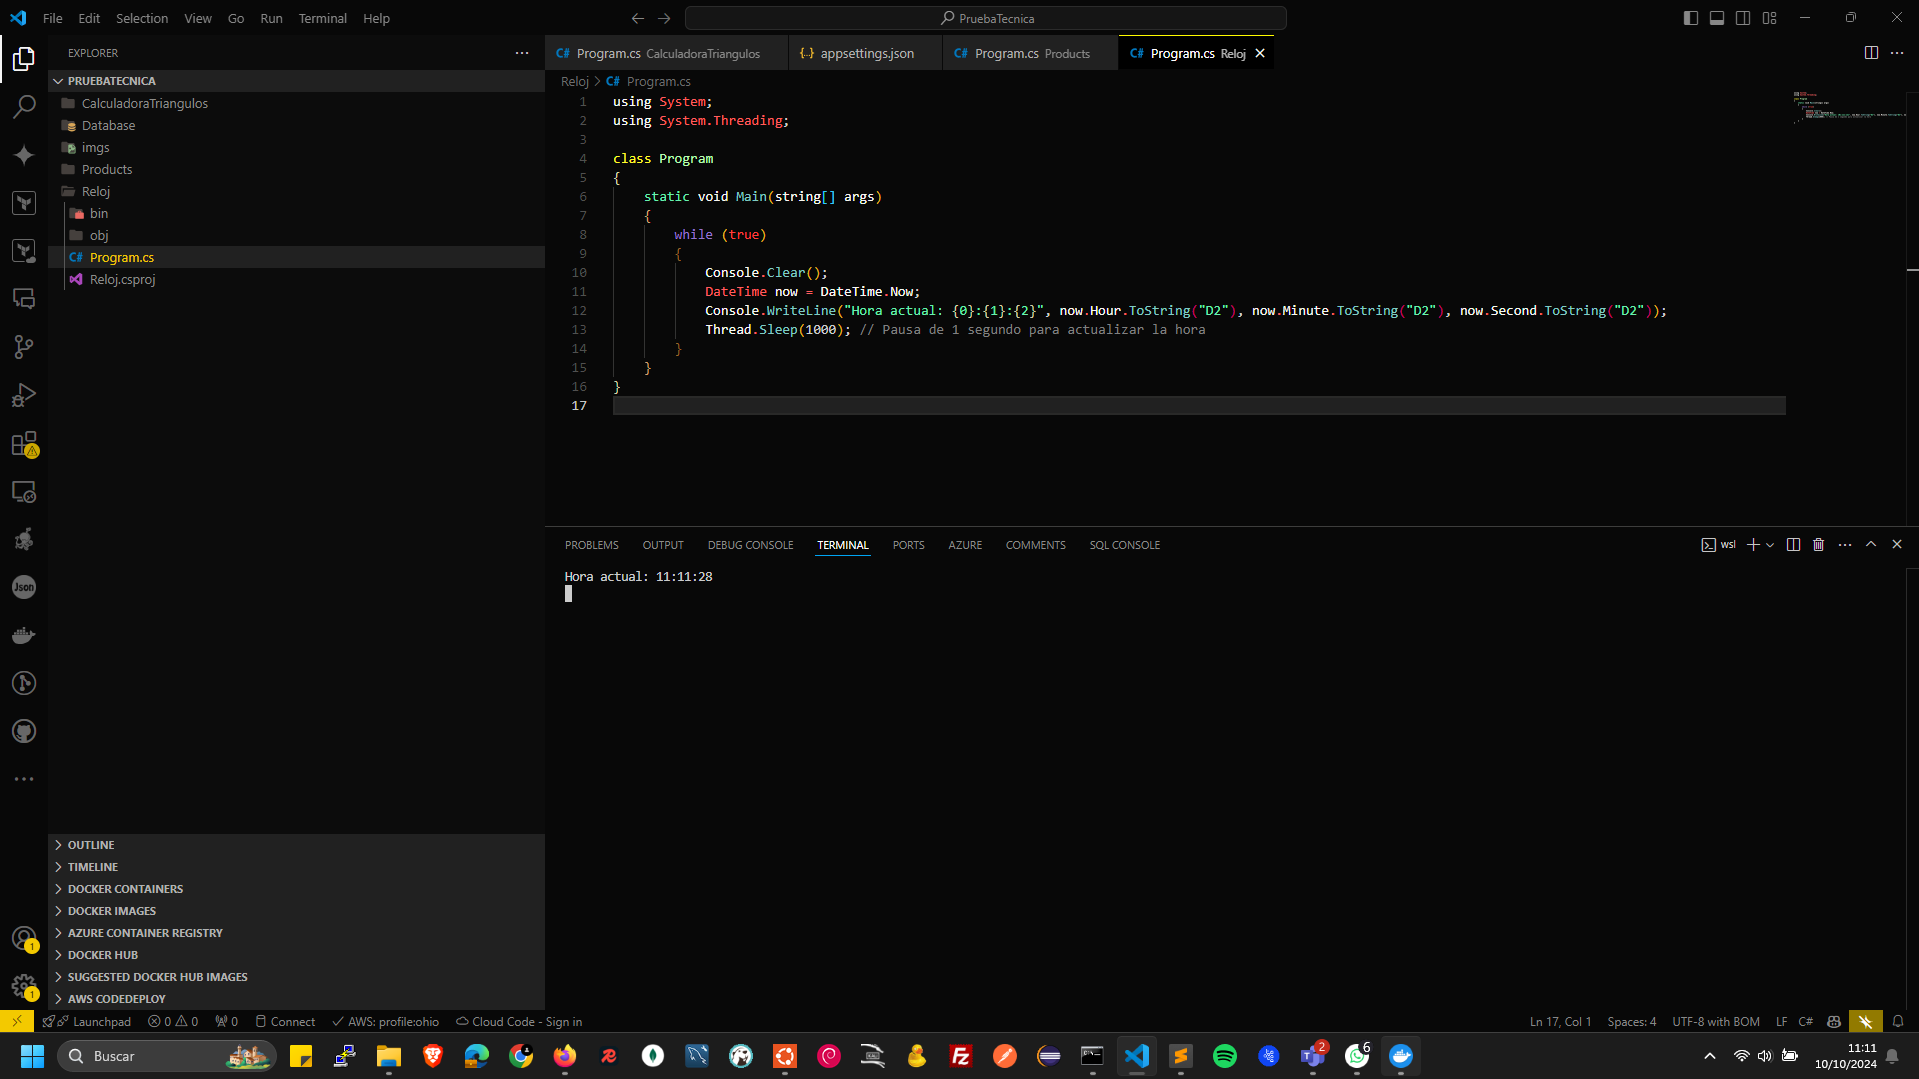 File Edit Selection View Go Run Terminal Help
PruebaTecnica
EXPLORER
PRUEBATECNICA
CalculadoraTriangulos
Database
imgs
Products
Reloj
bin
obj
Program.cs
Reloj.csproj
OUTLINE
TIMELINE
DOCKER CONTAINERS
DOCKER IMAGES
AZURE CONTAINER REGISTRY
DOCKER HUB
SUGGESTED DOCKER HUB IMAGES
AWS CODEDEPLOY
Json
1
1
C# Program.cs CalculadoraTriangulos {..} appsettings.json C# Program.cs Products C# Program.cs Reloj
Reloj > C# Program.cs
1 using System;
2 using System.Threading;
3
4 class Program
5 {
6 static void Main(string[] args)
7 {
8 while (true)
9 {
10 Console.Clear();
11 DateTime now = DateTime.Now;
12 Console.WriteLine("Hora actual: {0}:{1}:{2}", now.Hour.ToString("D2"), now.Minute.ToString("D2"), now.Second.ToString("D2"));
13 Thread.Sleep(1000); // Pausa de 1 segundo para actualizar la hora
14 }
15 }
16 }
17
PROBLEMS OUTPUT DEBUG CONSOLE TERMINAL PORTS AZURE COMMENTS SQL CONSOLE
wsl
Hora actual: 11:11:28
Launchpad 0 0 0 Connect AWS: profile:ohio Cloud Code - Sign in
Ln 17, Col 1 Spaces: 4 UTF-8 with BOM LF C#
Buscar
2
6
11:11
10/10/2024